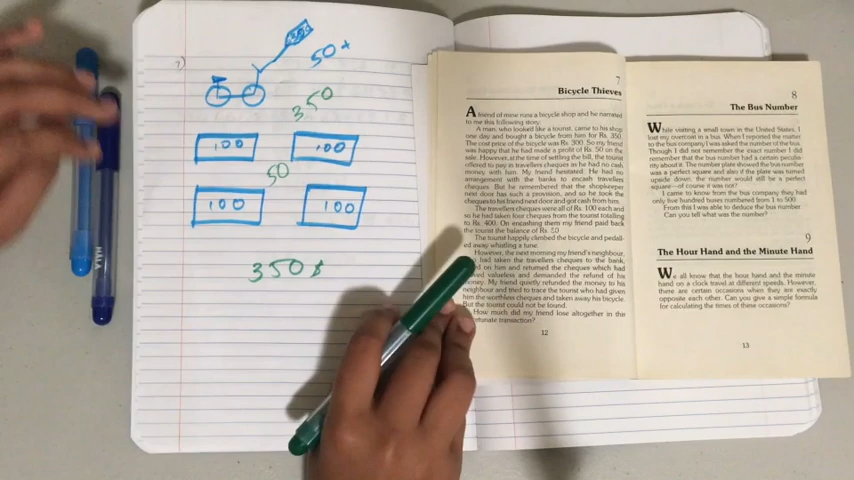 7)
300
50+
350
100 100
50
100 100
350 $
HALA
7
Bicycle Thieves
A friend of mine runs a bicycle shop and he narrated
to me this following story:
A man, who looked like a tourist, came to his shop
one day and bought a bicycle from him for Rs. 350.
The cost price of the bicycle was Rs. 300. So my friend
was happy that he had made a profit of Rs. 50 on the
sale. However, at the time of settling the bill, the tourist
offered to pay in travellers cheques as he had no cash
money with him. My friend hesitated. He had no
arrangement with the banks to encash travellers
cheques. But he remembered that the shopkeeper
next door has such a provision, and so he took the
cheques to his friend next door and got cash from him.
The travellers cheques were all of Rs. 100 each and
so he had taken four cheques from the tourist totalling
to Rs. 400. On encashing them my friend paid back
the tourist the balance of Rs. 50
The tourist happily climbed the bicycle and pedall-
ed away whistling a tune.
However, the next morning my friend's neighbour,
had taken the travellers cheques to the bank,
on him and returned the cheques which had
valueless and demanded the refund of his
money. My friend quietly refunded the money to his
neighbour and tried to trace the tourist who had given
him the worthless cheques and taken away his bicycle.
But the tourist could not be found.
How much did my friend lose altogether in the
unfortunate transaction?
12
8
The Bus Number
While visiting a small town in the United States, I
lost my overcoat in a bus. When I reported the matter
to the bus company I was asked the number of the bus.
Though I did not remember the exact number I did
remember that the bus number had a certain peculia-
rity about it. The number plate showed the bus number
was a perfect square and also if the plate was turned
upside down, the number would still be a perfect
square—of course it was not?
I came to know from the bus company they had
only five hundred buses numbered from 1 to 500
From this I was able to deduce the bus number
Can you tell what was the number?
9
The Hour Hand and the Minute Hand
We all know that the hour hand and the minute
hand on a clock travel at different speeds. However,
there are certain occasions when they are exactly
opposite each other. Can you give a simple formula
for calculating the times of these occasions?
13